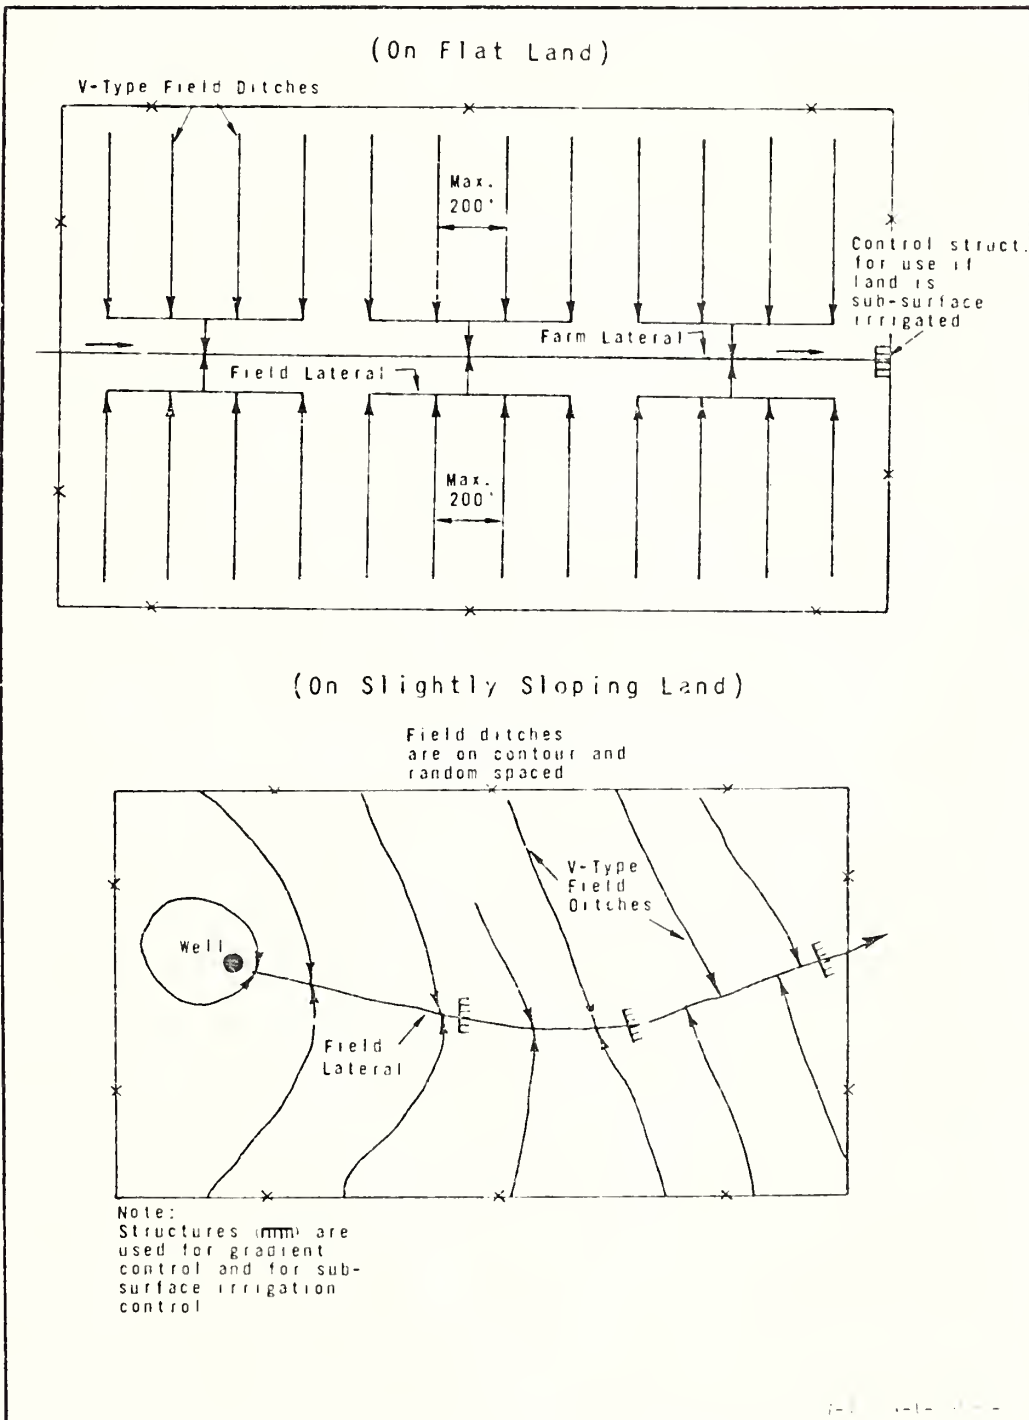 (On Flat Land)
V-Type Field Ditches
Max.
200'
Control struct.
for use if
land is
sub-surface
irrigated
Farm Lateral
Field Lateral
Max.
200'
(On Slightly Sloping Land)
Field ditches
are on contour and
random spaced
V-Type
Field
Ditches
Well
Field
Lateral
Note:
Structures ( ) are
used for gradient
control and for sub-
surface irrigation
control